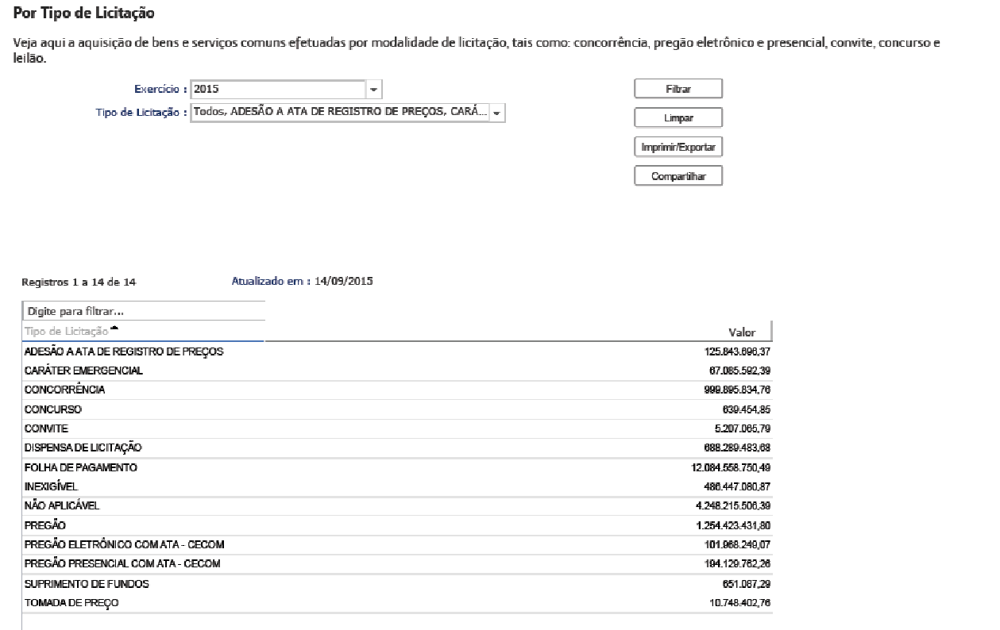 Por Tipo de Licitação
Veja aqui a aquisição de bens e serviços comuns efetuadas por modalidade de licitação, tais como: concorrência, pregão eletrônico e presencial, convite, concurso e
leilão.
Exercício : 2015
Filtrar
Tipo de Licitação : Todos, ADESÃO A ATA DE REGISTRO DE PREÇOS, CARÁ...
Limpar
Imprimir/Exportar
Compartilhar
Registros 1 a 14 de 14 Atualizado em : 14/09/2015
Digite para filtrar...
Tipo de Licitação Valor
ADESÃO A ATA DE REGISTRO DE PREÇOS 125.843.696,37
CARÁTER EMERGENCIAL 67.085.592,39
CONCORRÊNCIA 999.895.834,76
CONCURSO 639.454,85
CONVITE 5.207.065,79
DISPENSA DE LICITAÇÃO 688.289.483,68
FOLHA DE PAGAMENTO 12.084.558.750,49
INEXIGÍVEL 486.447.080,87
NÃO APLICÁVEL 4.248.215.506,39
PREGÃO 1.254.423.431,80
PREGÃO ELETRÔNICO COM ATA - CECOM 101.968.249,07
PREGÃO PRESENCIAL COM ATA - CECOM 194.129.762,26
SUPRIMENTO DE FUNDOS 651.087,29
TOMADA DE PREÇO 10.748.402,76